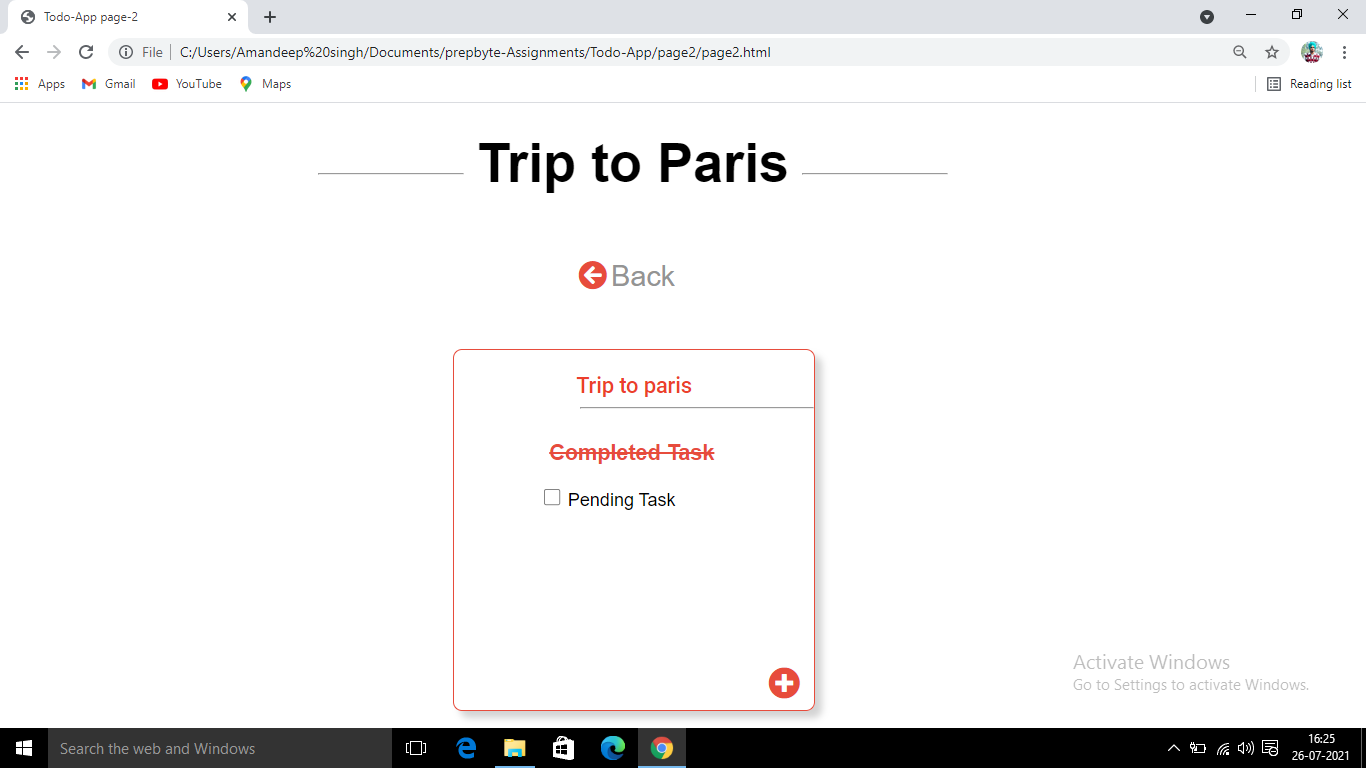 Todo-App page-2
File C:/Users/Amandeep%20singh/Documents/prepbyte-Assignments/Todo-App/page2/page2.html
Apps Gmail YouTube Maps Reading list
Trip to Paris
Back
Trip to paris
Completed Task
Pending Task
Activate Windows
Go to Settings to activate Windows.
Search the web and Windows
16:25
26-07-2021